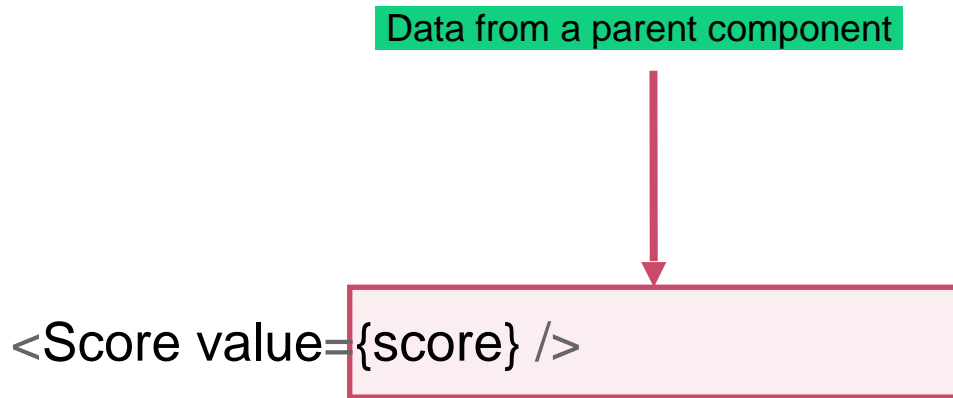 Data from a parent component
<Score value={score} />